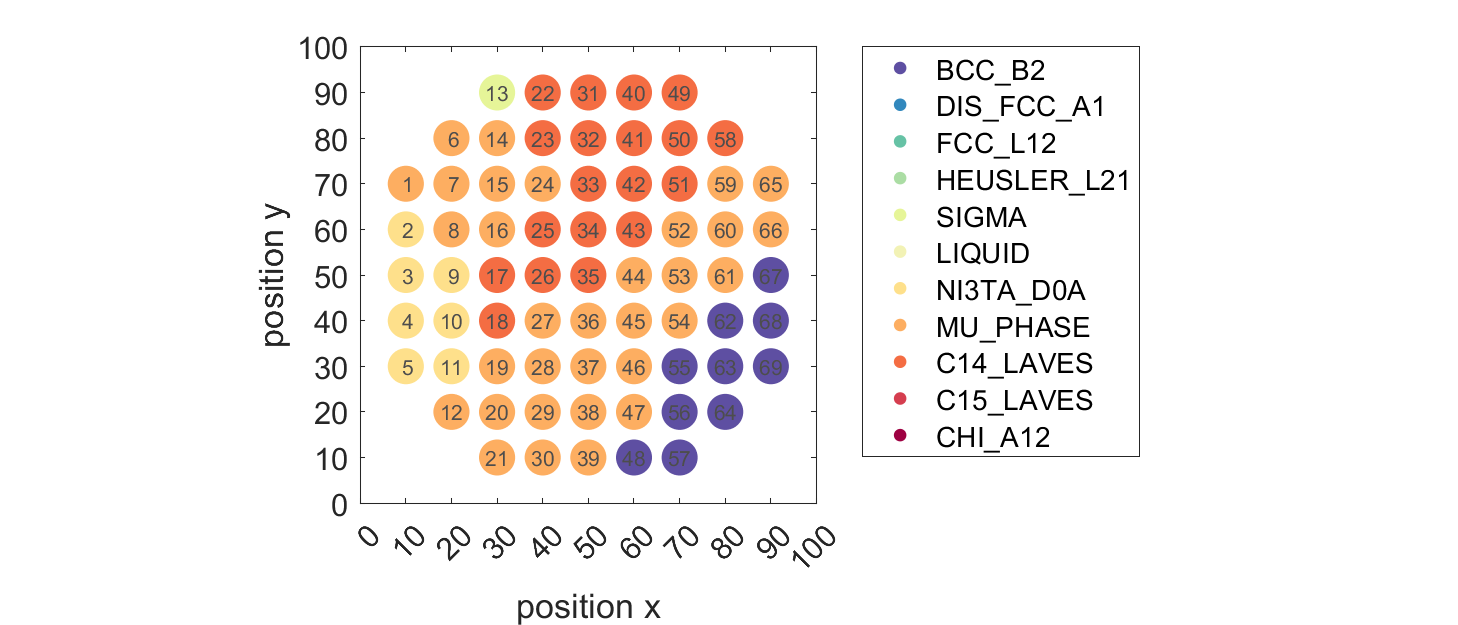 100
90
80
70
60
50
40
30
20
10
0
position y
13 22 31 40 49
6 14 23 32 41 50 58
1 7 15 24 33 42 51 59 65
2 8 16 25 34 43 52 60 66
3 9 17 26 35 44 53 61 67
4 10 18 27 36 45 54 62 68
5 11 19 28 37 46 55 63 69
12 20 29 38 47 56 64
21 30 39 48 57
0 10 20 30 40 50 60 70 80 90 100
position x
BCC_B2
DIS_FCC_A1
FCC_L12
HEUSLER_L21
SIGMA
LIQUID
NI3TA_D0A
MU_PHASE
C14_LAVES
C15_LAVES
CHI_A12